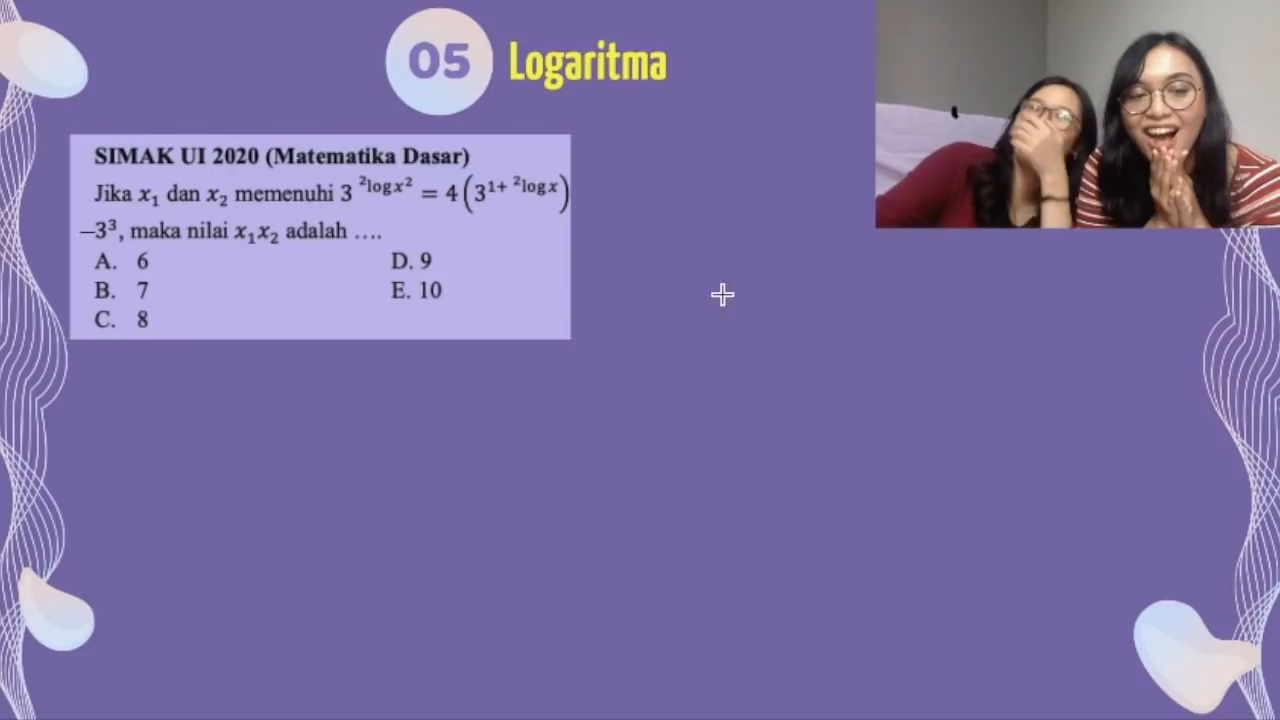 05 Logaritma
SIMAK UI 2020 (Matematika Dasar)
Jika x₁ dan x₂ memenuhi 3 ^{²log x²} = 4(3^{1+ ²log x})
–3³, maka nilai x₁x₂ adalah ….
A. 6 D. 9
B. 7 E. 10
C. 8